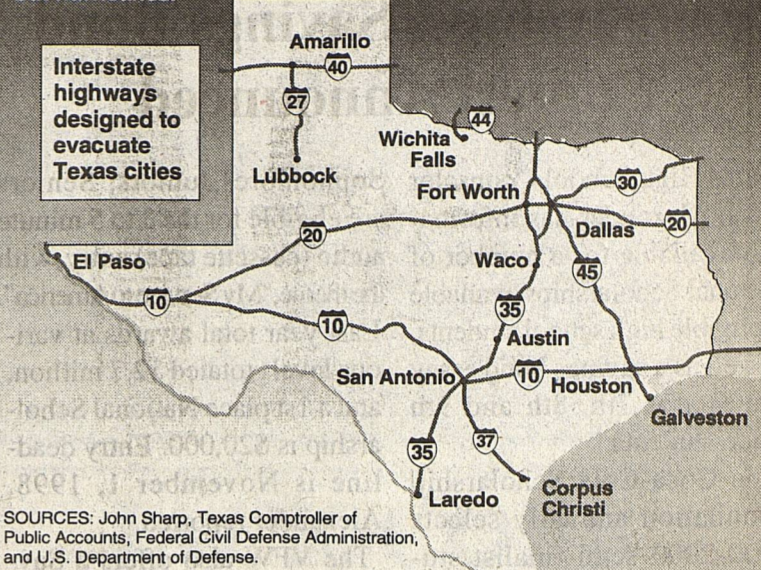 Interstate
highways
designed to
evacuate
Texas cities
Amarillo
40
27
Lubbock
44
Wichita
Falls
Fort Worth
30
20
Dallas
20
El Paso
10
Waco
45
10
35
Austin
San Antonio
10
Houston
Galveston
35
37
Laredo
Corpus
Christi
SOURCES: John Sharp, Texas Comptroller of
Public Accounts, Federal Civil Defense Administration,
and U.S. Department of Defense.